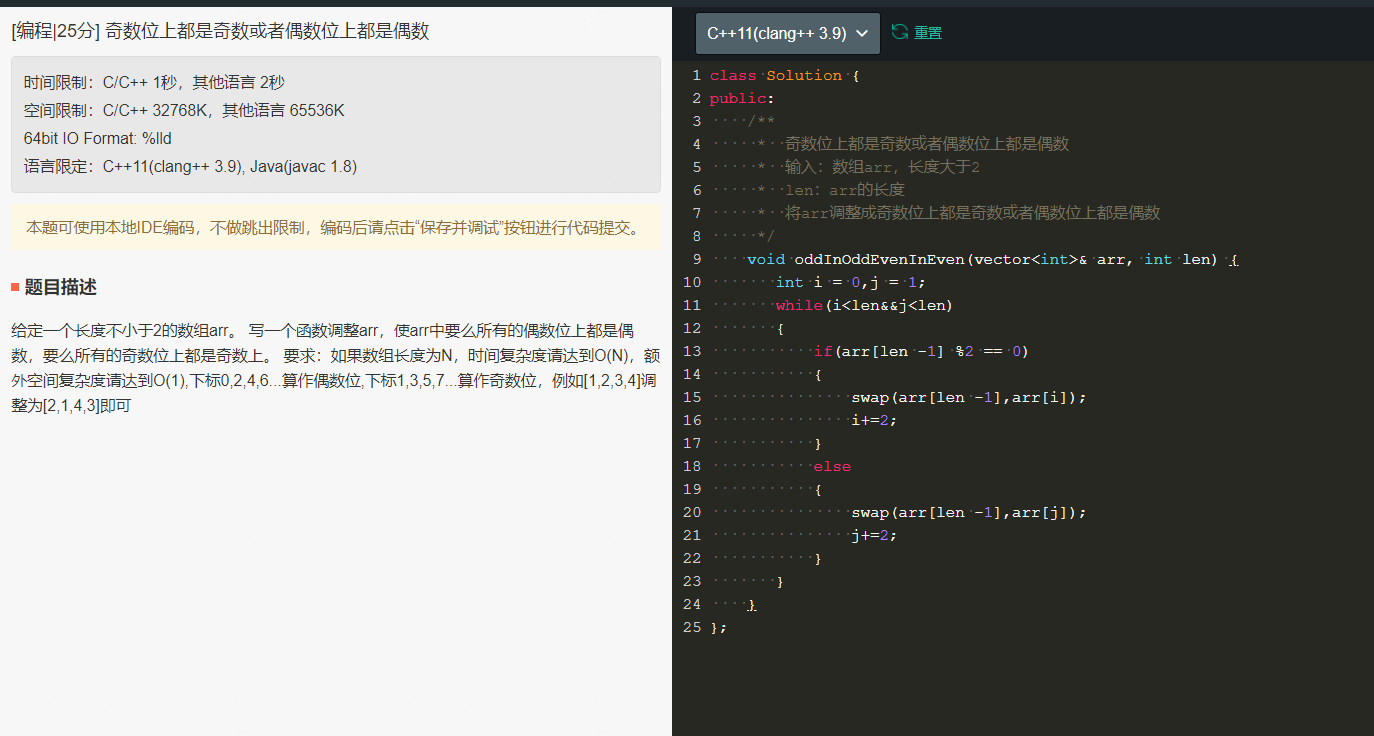 [编程|25分] 奇数位上都是奇数或者偶数位上都是偶数
时间限制：C/C++ 1秒，其他语言 2秒
空间限制：C/C++ 32768K，其他语言 65536K
64bit IO Format: %lld
语言限定：C++11(clang++ 3.9), Java(javac 1.8)
本题可使用本地IDE编码，不做跳出限制，编码后请点击“保存并调试”按钮进行代码提交。
题目描述
给定一个长度不小于2的数组arr。 写一个函数调整arr，使arr中要么所有的偶数位上都是偶
数，要么所有的奇数位上都是奇数上。 要求：如果数组长度为N，时间复杂度请达到O(N)，额
外空间复杂度请达到O(1),下标0,2,4,6...算作偶数位,下标1,3,5,7...算作奇数位，例如[1,2,3,4]调
整为[2,1,4,3]即可
C++11(clang++ 3.9) 重置
1 class Solution {
2 public:
3 /**
4 * 奇数位上都是奇数或者偶数位上都是偶数
5 * 输入：数组arr，长度大于2
6 * len：arr的长度
7 * 将arr调整成奇数位上都是奇数或者偶数位上都是偶数
8 */
9 void oddInOddEvenInEven(vector<int>& arr, int len) {
10 int i = 0,j = 1;
11 while(i<len&&j<len)
12 {
13 if(arr[len -1] %2 == 0)
14 {
15 swap(arr[len -1],arr[i]);
16 i+=2;
17 }
18 else
19 {
20 swap(arr[len -1],arr[j]);
21 j+=2;
22 }
23 }
24 }
25 };